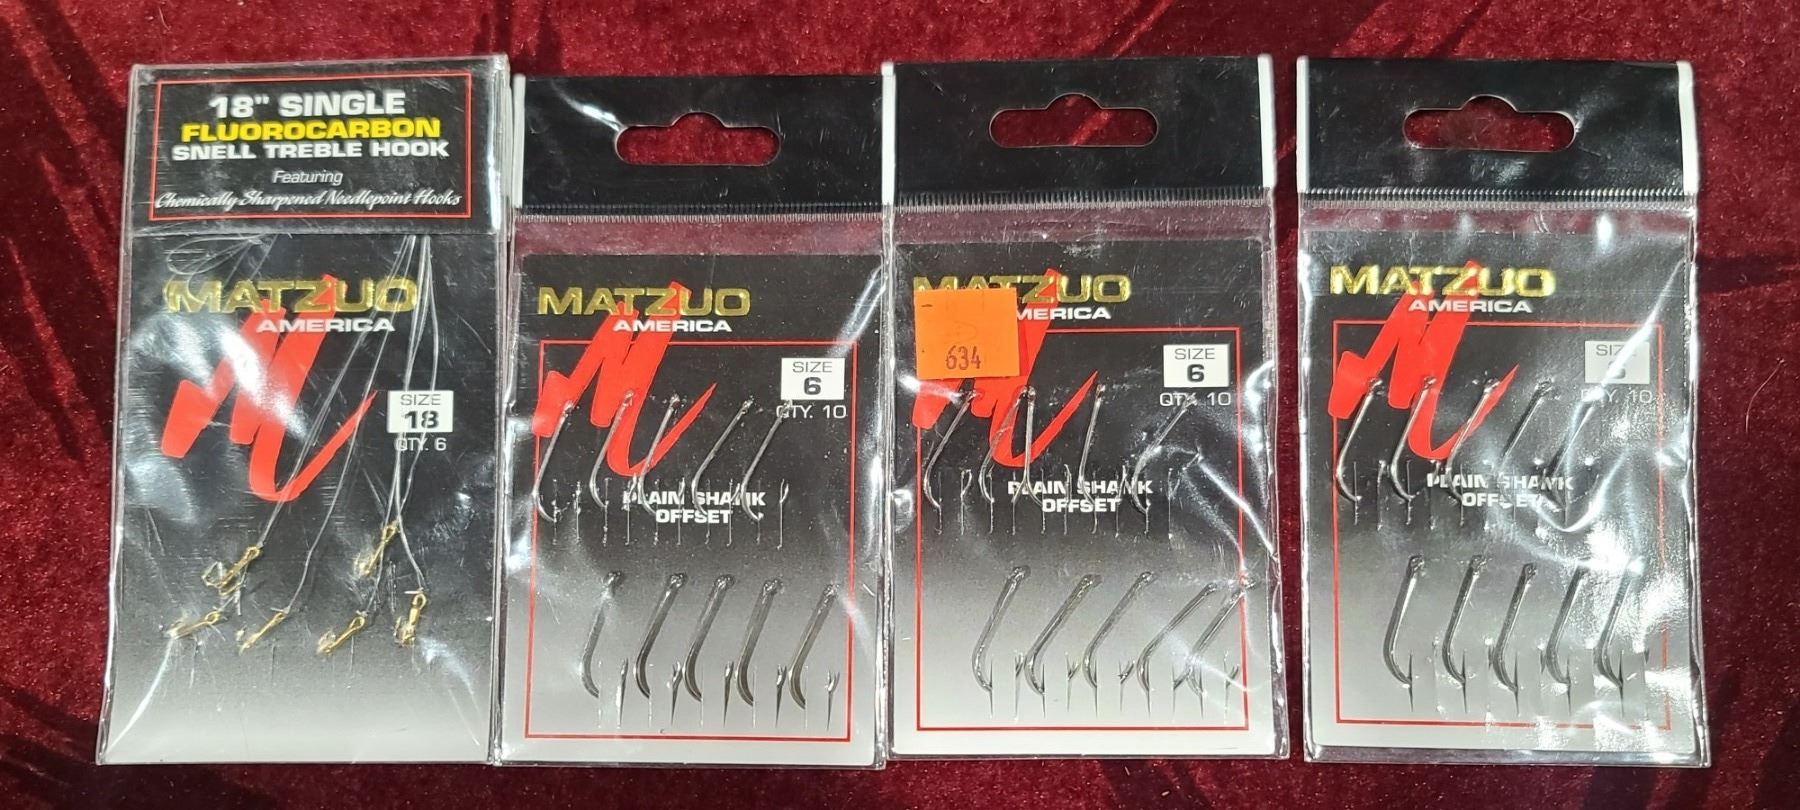 18" SINGLE
FLUOROCARBON
SNELL TREBLE HOOK
Featuring
Chemically Sharpened Needlepoint Hooks
MATZUO
AMERICA
SIZE
18
QTY. 6
MATZUO
AMERICA
SIZE
6
QTY. 10
PLAIN SHANK
OFFSET
MATZUO
AMERICA
634
SIZE
6
QTY. 10
PLAIN SHANK
OFFSET
MATZUO
AMERICA
SIZE
QTY. 10
PLAIN SHANK
OFFSET